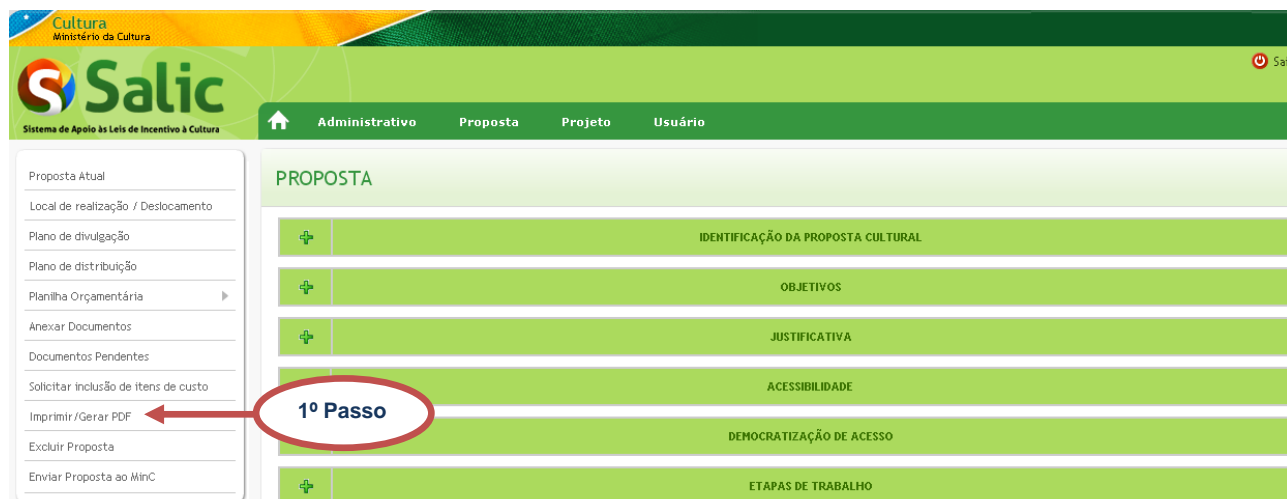 Cultura
Ministério da Cultura
Salic
Sistema de Apoio às Leis de Incentivo à Cultura
Administrativo Proposta Projeto Usuário
Proposta Atual
Local de realização / Deslocamento
Plano de divulgação
Plano de distribuição
Planilha Orçamentária
Anexar Documentos
Documentos Pendentes
Solicitar inclusão de itens de custo
Imprimir/Gerar PDF
Excluir Proposta
Enviar Proposta ao MinC
1º Passo
PROPOSTA
IDENTIFICAÇÃO DA PROPOSTA CULTURAL
OBJETIVOS
JUSTIFICATIVA
ACESSIBILIDADE
DEMOCRATIZAÇÃO DE ACESSO
ETAPAS DE TRABALHO